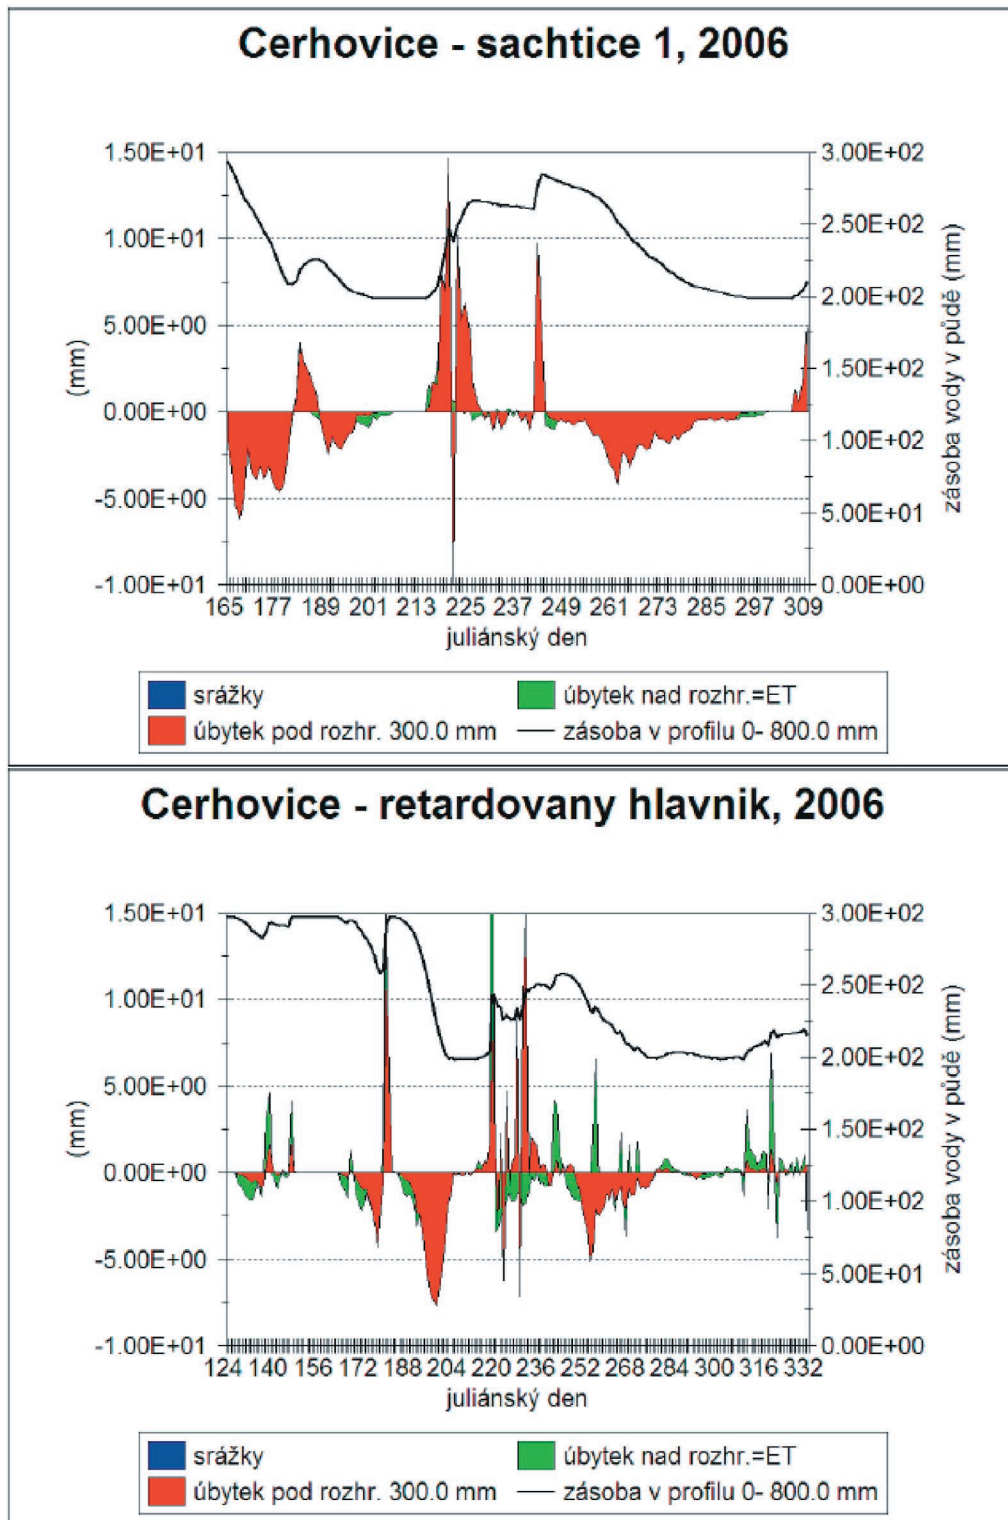 Cerhovice - sachtice 1, 2006
1.50E+01
1.00E+01
5.00E+00
0.00E+00
-5.00E+00
-1.00E+01
(mm)
3.00E+02
2.50E+02
2.00E+02
1.50E+02
1.00E+02
5.00E+01
0.00E+00
zásoba vody v půdě (mm)
165 177 189 201 213 225 237 249 261 273 285 297 309
juliánský den
srážky úbytek nad rozhr.=ET
úbytek pod rozhr. 300.0 mm zásoba v profilu 0- 800.0 mm
Cerhovice - retardovany hlavnik, 2006
1.50E+01
1.00E+01
5.00E+00
0.00E+00
-5.00E+00
-1.00E+01
(mm)
3.00E+02
2.50E+02
2.00E+02
1.50E+02
1.00E+02
5.00E+01
0.00E+00
zásoba vody v půdě (mm)
124 140 156 172 188 204 220 236 252 268 284 300 316 332
juliánský den
srážky úbytek nad rozhr.=ET
úbytek pod rozhr. 300.0 mm zásoba v profilu 0- 800.0 mm